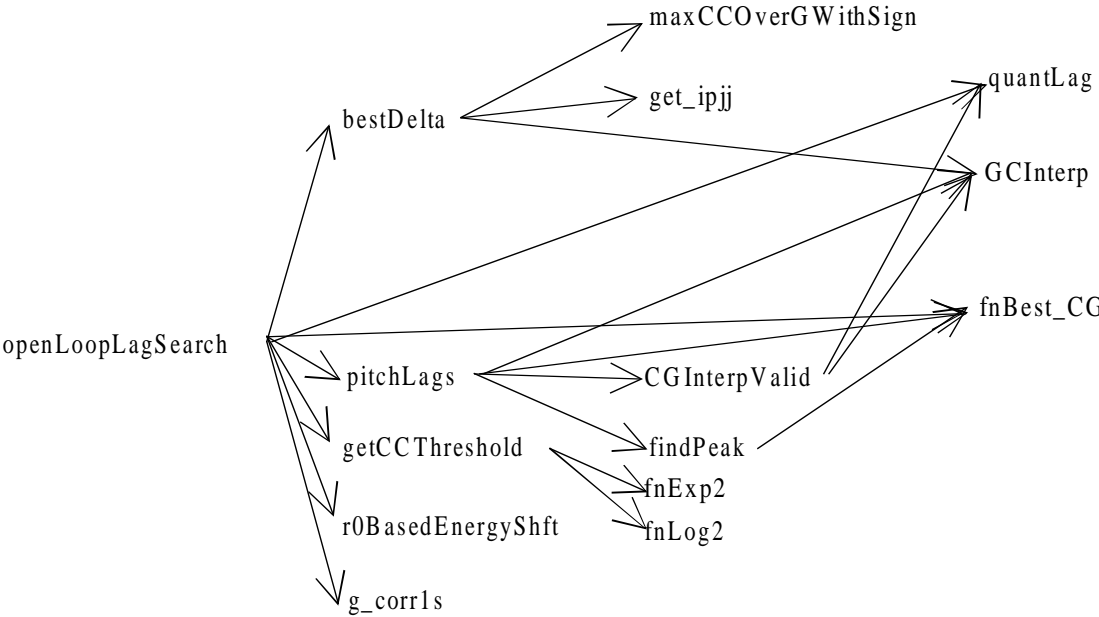 maxCCOverGWithSign
quantLag
get_ipjj
bestDelta
GCInterp
fnBest_CG
openLoopLagSearch
pitchLags
CGInterpValid
getCCThreshold
findPeak
fnExp2
r0BasedEnergyShft
fnLog2
g_corr1s